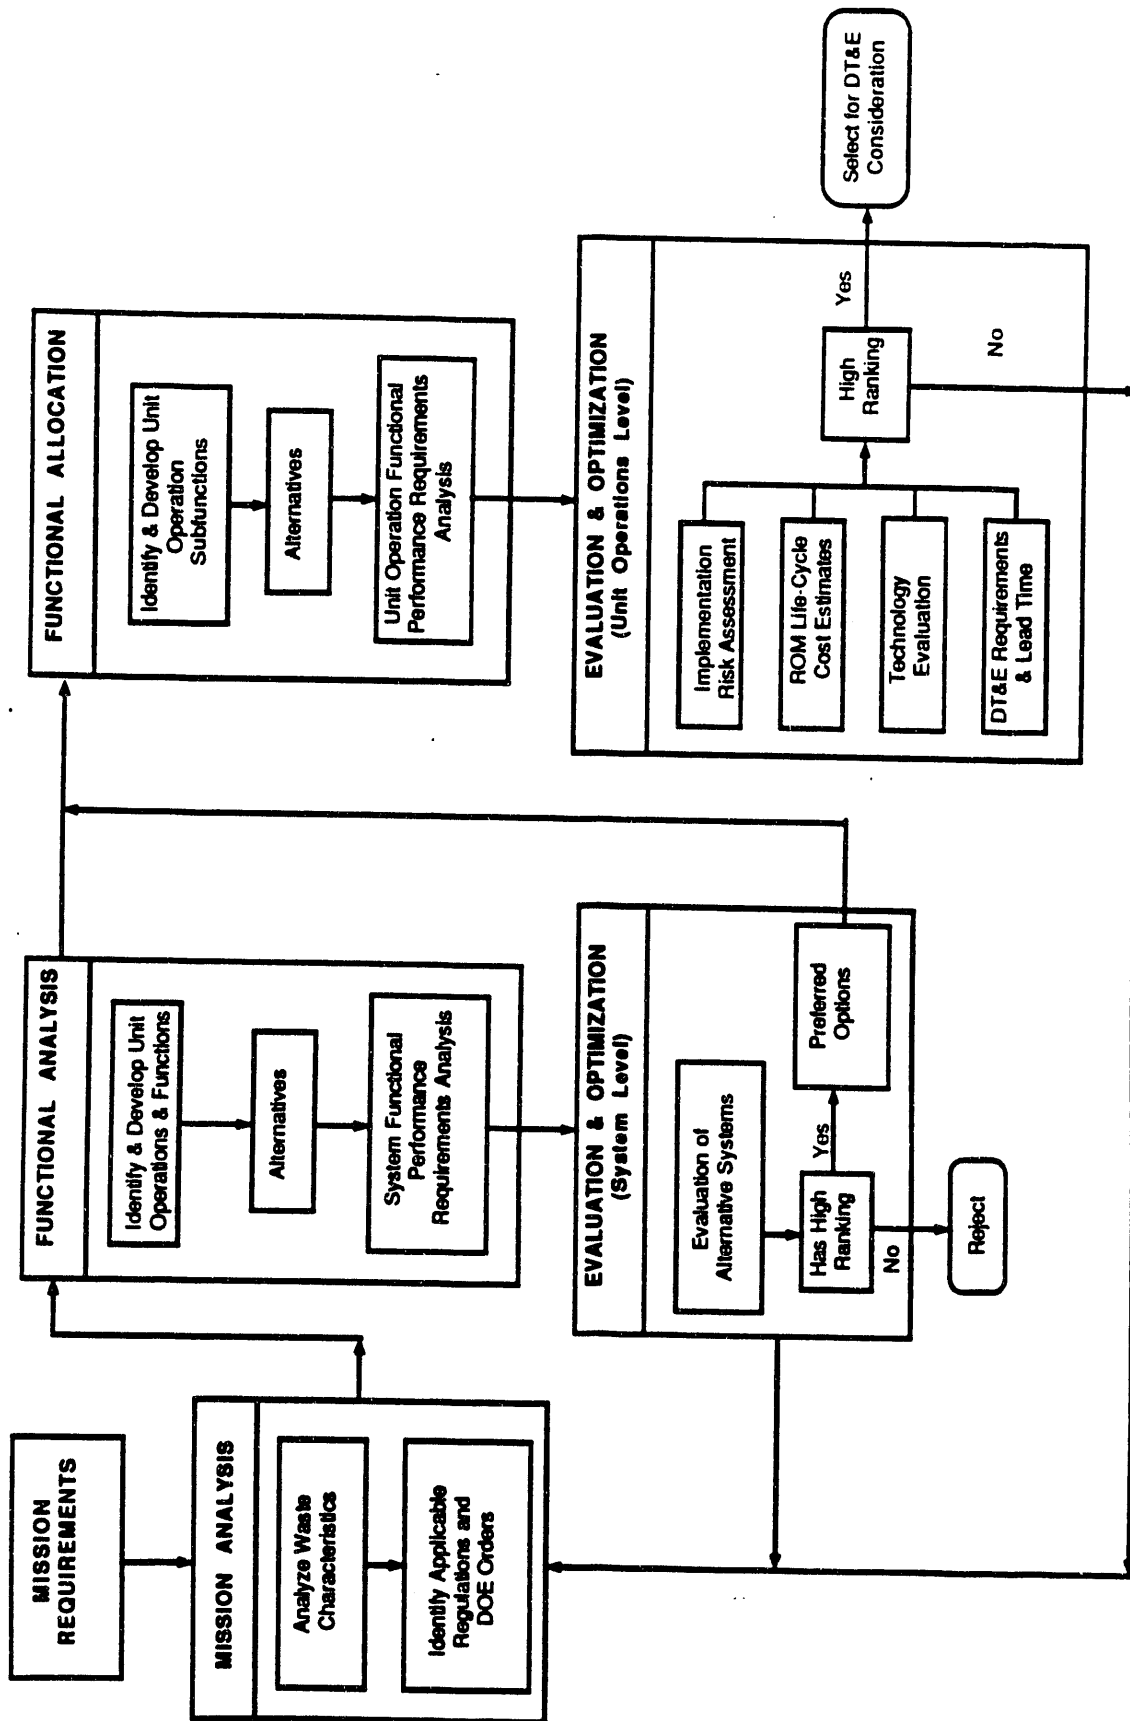 MISSION
REQUIREMENTS
MISSION ANALYSIS
Analyze Waste
Characteristics
Identify Applicable
Regulations and
DOE Orders
FUNCTIONAL ANALYSIS
Identify & Develop Unit
Operations & Functions
Alternatives
System Functional
Performance
Requirements Analysis
EVALUATION & OPTIMIZATION
(System Level)
Evaluation of
Alternative Systems
Has High
Ranking
Yes
No
Preferred
Options
Reject
FUNCTIONAL ALLOCATION
Identify & Develop Unit
Operation
Subfunctions
Alternatives
Unit Operation Functional
Performance Requirements
Analysis
EVALUATION & OPTIMIZATION
(Unit Operations Level)
Implementation
Risk Assessment
ROM Life-Cycle
Cost Estimates
Technology
Evaluation
DT&E Requirements
& Lead Time
High
Ranking
Yes
No
Select for DT&E
Consideration